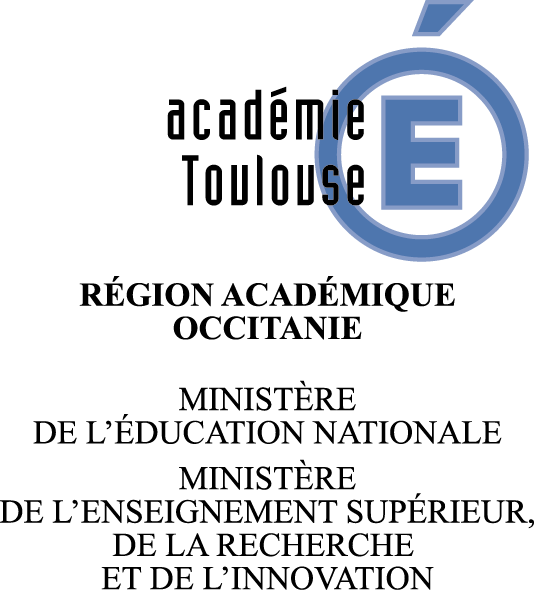 académie
Toulouse
É
RÉGION ACADÉMIQUE
OCCITANIE
MINISTÈRE
DE L'ÉDUCATION NATIONALE
MINISTÈRE
DE L'ENSEIGNEMENT SUPÉRIEUR,
DE LA RECHERCHE
ET DE L'INNOVATION